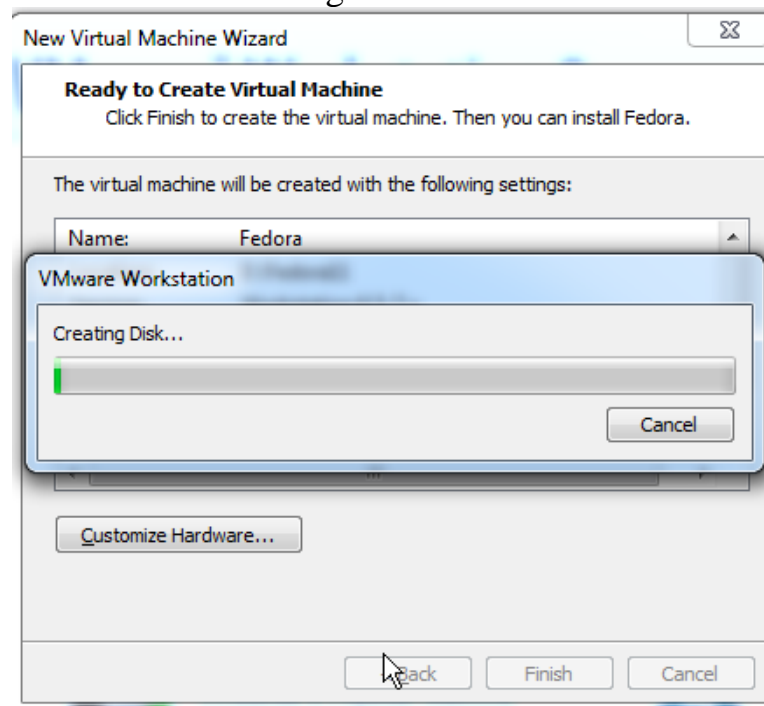 New Virtual Machine Wizard
Ready to Create Virtual Machine
Click Finish to create the virtual machine. Then you can install Fedora.
The virtual machine will be created with the following settings:
Name: Fedora
VMware Workstation
Creating Disk...
Cancel
Customize Hardware...
Back Finish Cancel